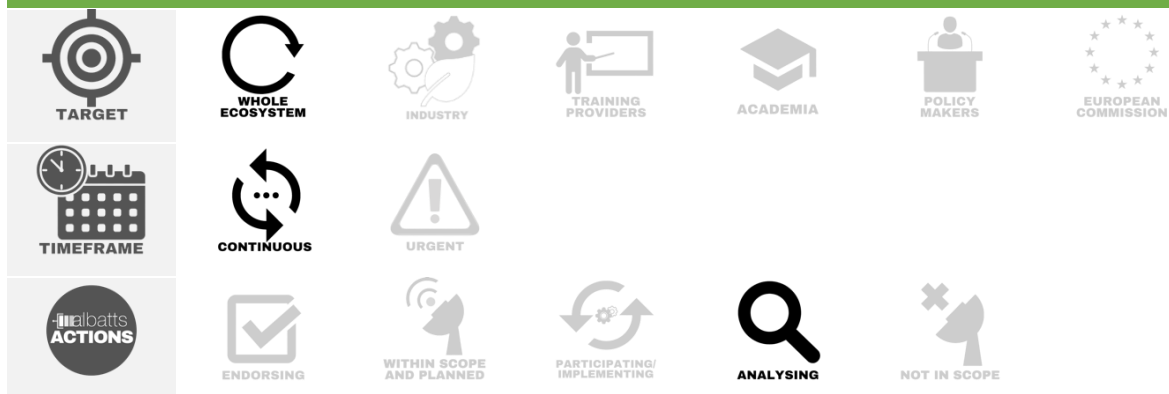 TARGET
WHOLE
ECOSYSTEM
INDUSTRY
TRAINING
PROVIDERS
ACADEMIA
POLICY
MAKERS
EUROPEAN
COMMISSION
TIMEFRAME
CONTINUOUS
URGENT
albatts
ACTIONS
ENDORSING
WITHIN SCOPE
AND PLANNED
PARTICIPATING/
IMPLEMENTING
ANALYSING
NOT IN SCOPE